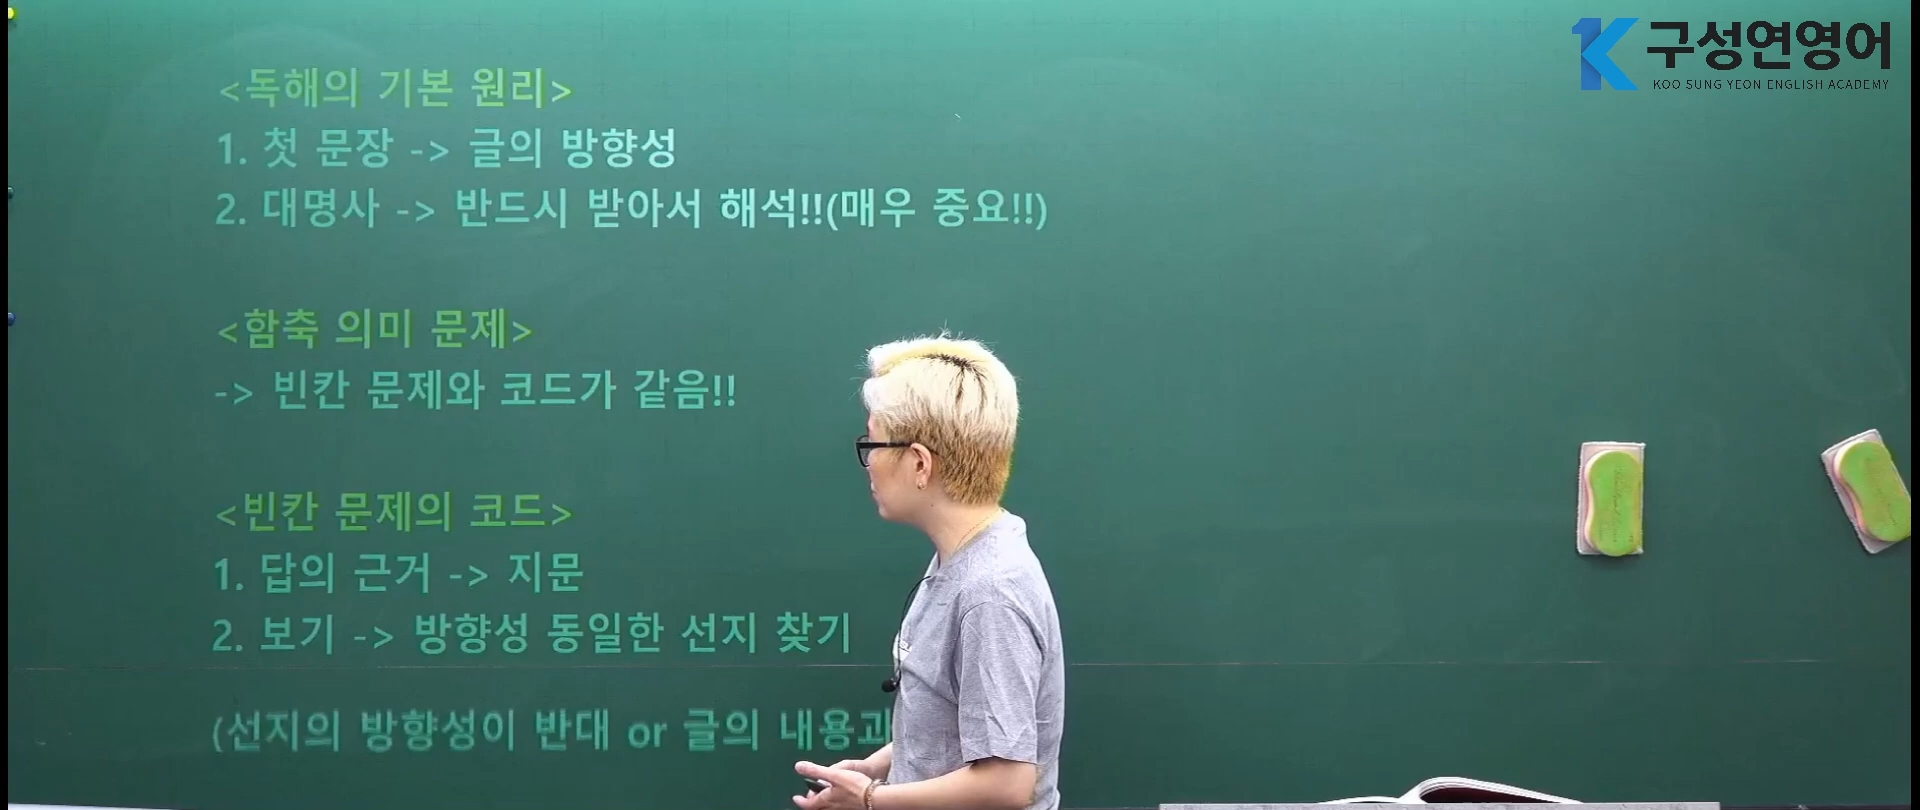 구성연영어
KOO SUNG YEON ENGLISH ACADEMY
<독해의 기본 원리>
1. 첫 문장 -> 글의 방향성
2. 대명사 -> 반드시 받아서 해석!!(매우 중요!!)
<함축 의미 문제>
-> 빈칸 문제와 코드가 같음!!
<빈칸 문제의 코드>
1. 답의 근거 -> 지문
2. 보기 -> 방향성 동일한 선지 찾기
(선지의 방향성이 반대 or 글의 내용과